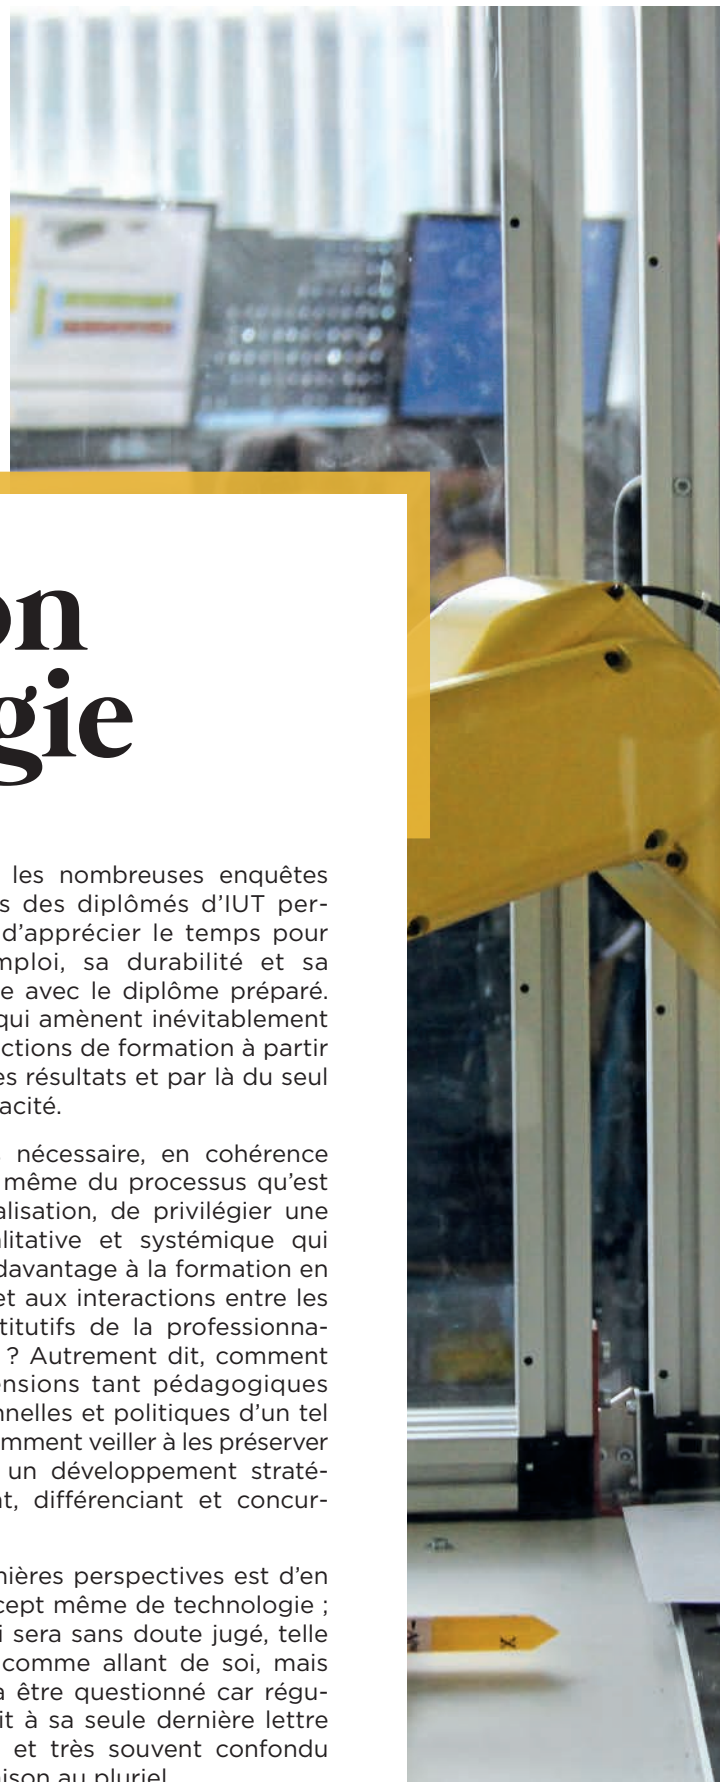 on
gie
les nombreuses enquêtes
s des diplômés d’IUT per-
d’apprécier le temps pour
mploi, sa durabilité et sa
e avec le diplôme préparé.
qui amènent inévitablement
ctions de formation à partir
es résultats et par là du seul
acité.
nécessaire, en cohérence
même du processus qu’est
alisation, de privilégier une
litative et systémique qui
davantage à la formation en
et aux interactions entre les
titutifs de la professionna-
? Autrement dit, comment
ensions tant pédagogiques
nnelles et politiques d’un tel
mment veiller à les préserver
un développement straté-
t, différenciant et concur-
nières perspectives est d’en
cept même de technologie ;
i sera sans doute jugé, telle
comme allant de soi, mais
a être questionné car régu-
it à sa seule dernière lettre
et très souvent confondu
aison au pluriel
X